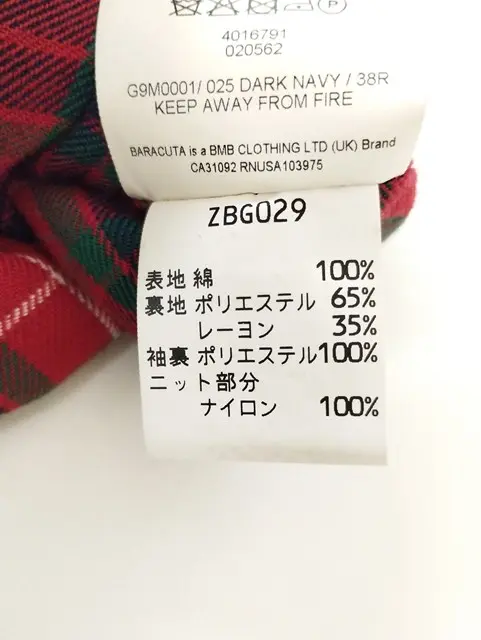 4016791
020562
G9M0001/ 025 DARK NAVY / 38R
KEEP AWAY FROM FIRE
BARACUTA is a BMB CLOTHING LTD (UK) Brand
CA31092 RNUSA103975
ZBG029
表地 綿 100%
裏地 ポリエステル 65%
レーヨン 35%
袖裏 ポリエステル100%
ニット部分
ナイロン 100%